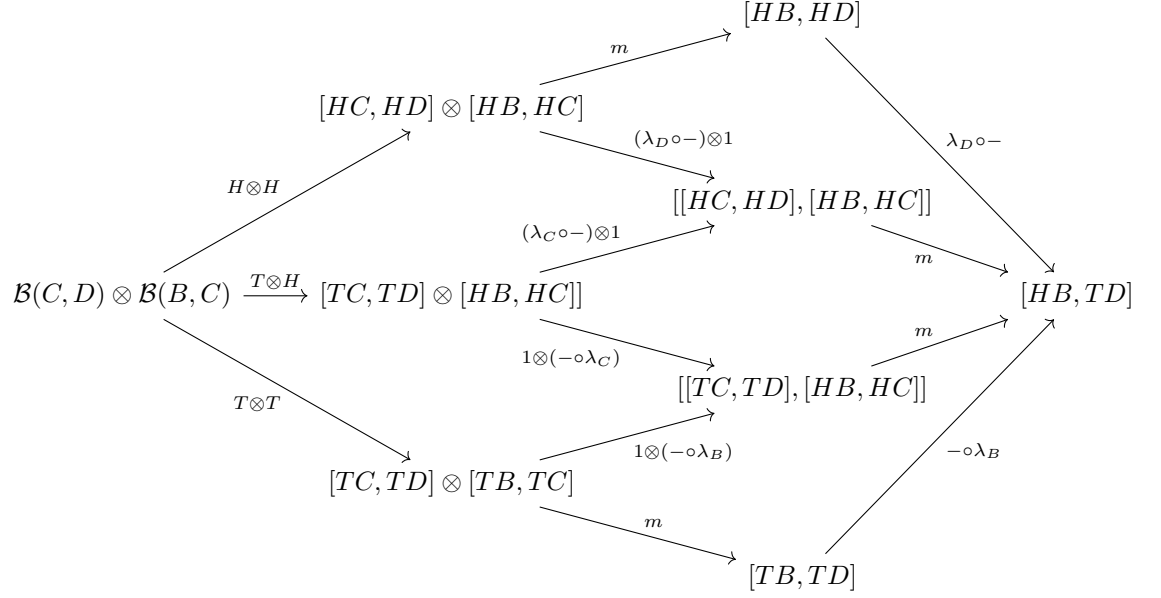 [HB, HD]
m
[HC, HD] ⊗ [HB, HC]
(λ_D∘−)⊗1
λ_D∘−
H⊗H
[[HC, HD], [HB, HC]]
(λ_C∘−)⊗1
m
B(C, D) ⊗ B(B, C)
T⊗H
[TC, TD] ⊗ [HB, HC]]
[HB, TD]
1⊗(−∘λ_C)
m
[[TC, TD], [HB, HC]]
T⊗T
1⊗(−∘λ_B)
−∘λ_B
[TC, TD] ⊗ [TB, TC]
m
[TB, TD]